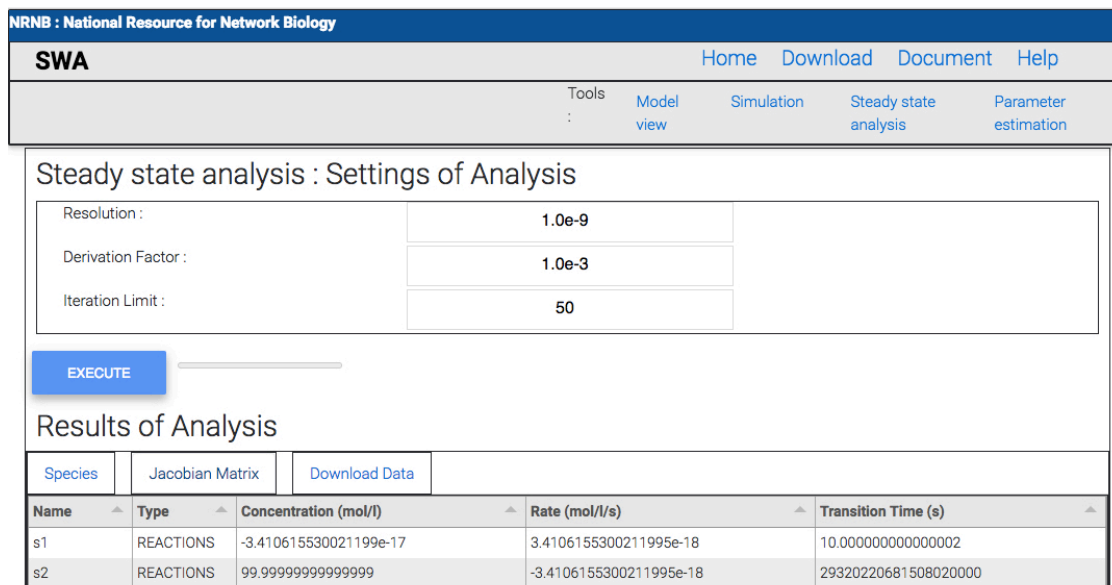 NRNB : National Resource for Network Biology
SWA
Home Download Document Help
Tools : Model view Simulation Steady state analysis Parameter estimation
Steady state analysis : Settings of Analysis
Resolution : 1.0e-9
Derivation Factor : 1.0e-3
Iteration Limit : 50
EXECUTE
Results of Analysis
Species Jacobian Matrix Download Data
Name Type Concentration (mol/l) Rate (mol/l/s) Transition Time (s)
s1 REACTIONS -3.410615530021199e-17 3.4106155300211995e-18 10.000000000000002
s2 REACTIONS 99.99999999999999 -3.4106155300211995e-18 29320220681508020000